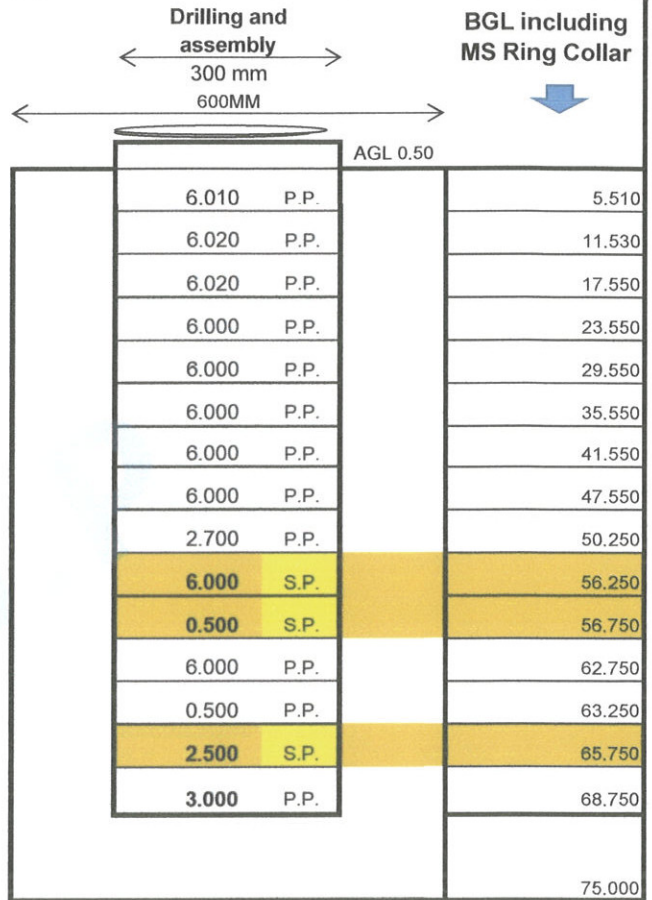 Drilling and
assembly
300 mm
600MM
BGL including
MS Ring Collar
AGL 0.50
6.010 P.P. 5.510
6.020 P.P. 11.530
6.020 P.P. 17.550
6.000 P.P. 23.550
6.000 P.P. 29.550
6.000 P.P. 35.550
6.000 P.P. 41.550
6.000 P.P. 47.550
2.700 P.P. 50.250
6.000 S.P. 56.250
0.500 S.P. 56.750
6.000 P.P. 62.750
0.500 P.P. 63.250
2.500 S.P. 65.750
3.000 P.P. 68.750
75.000